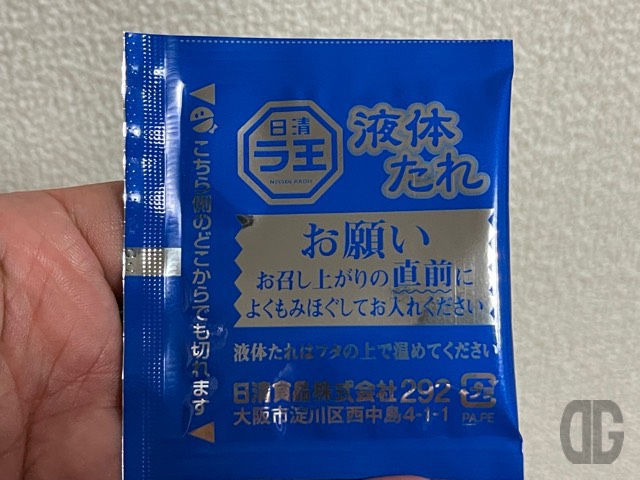 こちら側のどこからでも切れます
日清
ラ王
NISSIN RAOH
液体
たれ
お願い
お召し上がりの直前に
よくもみほぐしてお入れください
液体たれはフタの上で温めてください
日清食品株式会社292
大阪市淀川区西中島4-1-1
プラ
PA,PE
DG